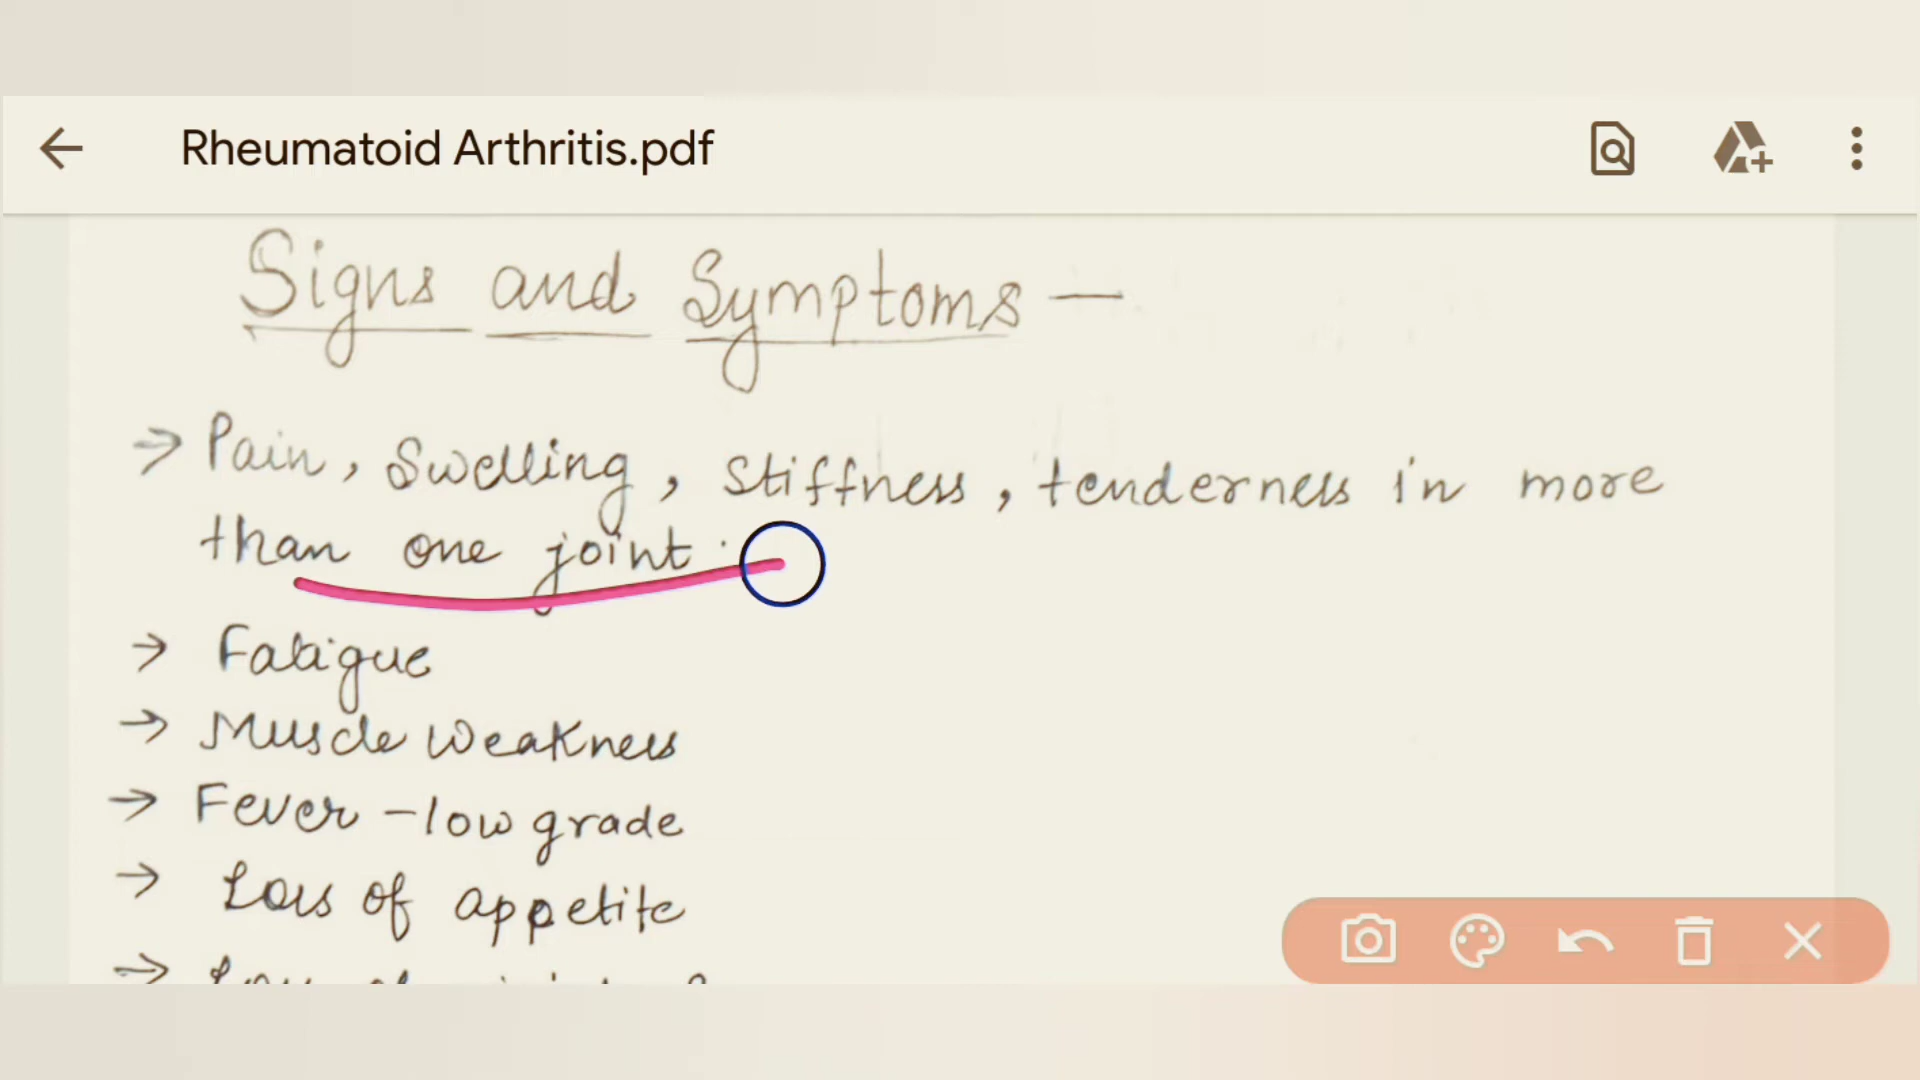 Rheumatoid Arthritis.pdf
Signs and Symptoms —
→ Pain, Swelling, Stiffness, tenderness in more
than one joint.
→ Fatigue
→ Muscle Weakness
→ Fever - low grade
→ Loss of appetite